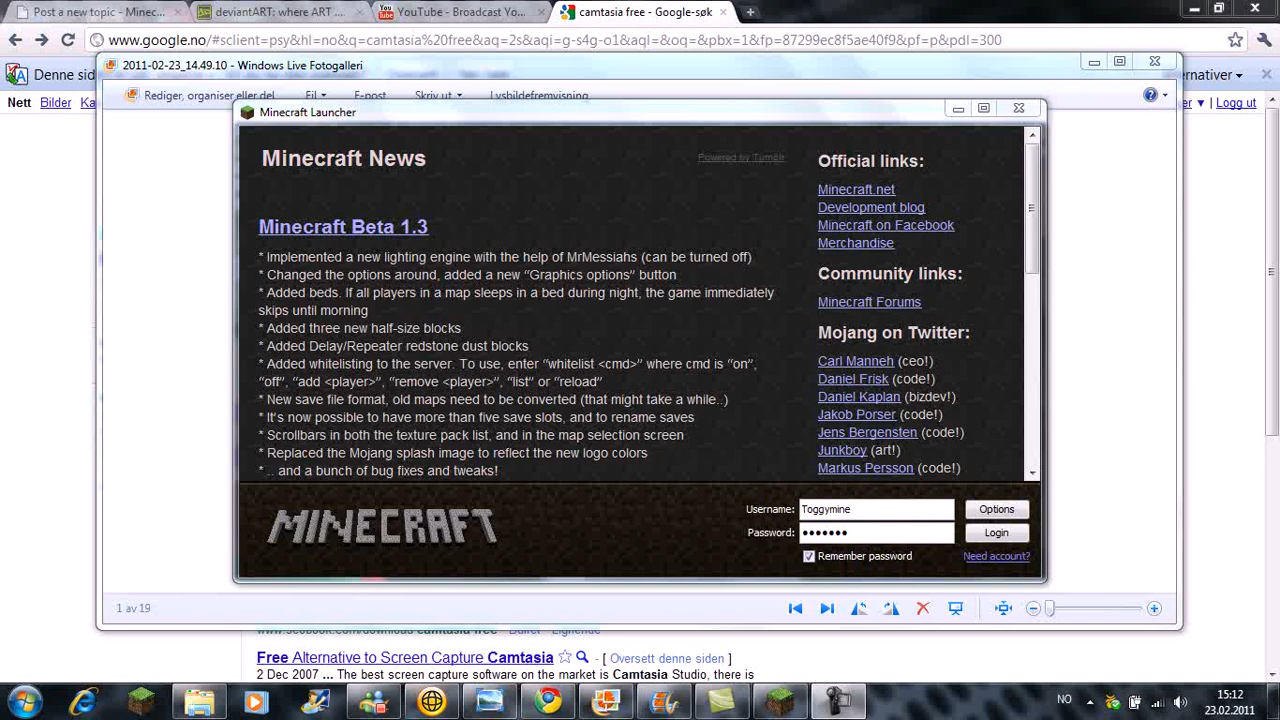 Post a new topic - Minec...
deviantART: where ART ...
YouTube - Broadcast Yo...
camtasia free - Google-søk
www.google.no/#sclient=psy&hl=no&q=camtasia%20free&aq=2s&aqi=g-s4g-o1&aql=&oq=&pbx=1&fp=87299ec8f5ae40f9&pf=p&pdl=300
Denne sid
2011-02-23_14.49.10 - Windows Live Fotogalleri
ernativer
Nett Bilder Ka
Rediger, organiser eller del Fil E-post Skriv ut Lysbildefremvisning
er | Logg ut
Minecraft Launcher
Minecraft News
Powered by Tumblr
Minecraft Beta 1.3
* Implemented a new lighting engine with the help of MrMessiahs (can be turned off)
* Changed the options around, added a new “Graphics options” button
* Added beds. If all players in a map sleeps in a bed during night, the game immediately
skips until morning
* Added three new half-size blocks
* Added Delay/Repeater redstone dust blocks
* Added whitelisting to the server. To use, enter “whitelist <cmd>” where cmd is “on”,
“off”, “add <player>”, “remove <player>”, “list” or “reload”
* New save file format, old maps need to be converted (that might take a while..)
* It's now possible to have more than five save slots, and to rename saves
* Scrollbars in both the texture pack list, and in the map selection screen
* Replaced the Mojang splash image to reflect the new logo colors
* .. and a bunch of bug fixes and tweaks!
Official links:
Minecraft.net
Development blog
Minecraft on Facebook
Merchandise
Community links:
Minecraft Forums
Mojang on Twitter:
Carl Manneh (ceo!)
Daniel Frisk (code!)
Daniel Kaplan (bizdev!)
Jakob Porser (code!)
Jens Bergensten (code!)
Junkboy (art!)
Markus Persson (code!)
MINECRAFT
Username: Toggymine Options
Password: ••••••• Login
Remember password Need account?
1 av 19
www.seobook.com/download-camtasia-free - Bufret - Lignende
Free Alternative to Screen Capture Camtasia - [ Oversett denne siden ]
2 Dec 2007 ... The best screen capture software on the market is Camtasia Studio, there is
NO
15:12
23.02.2011